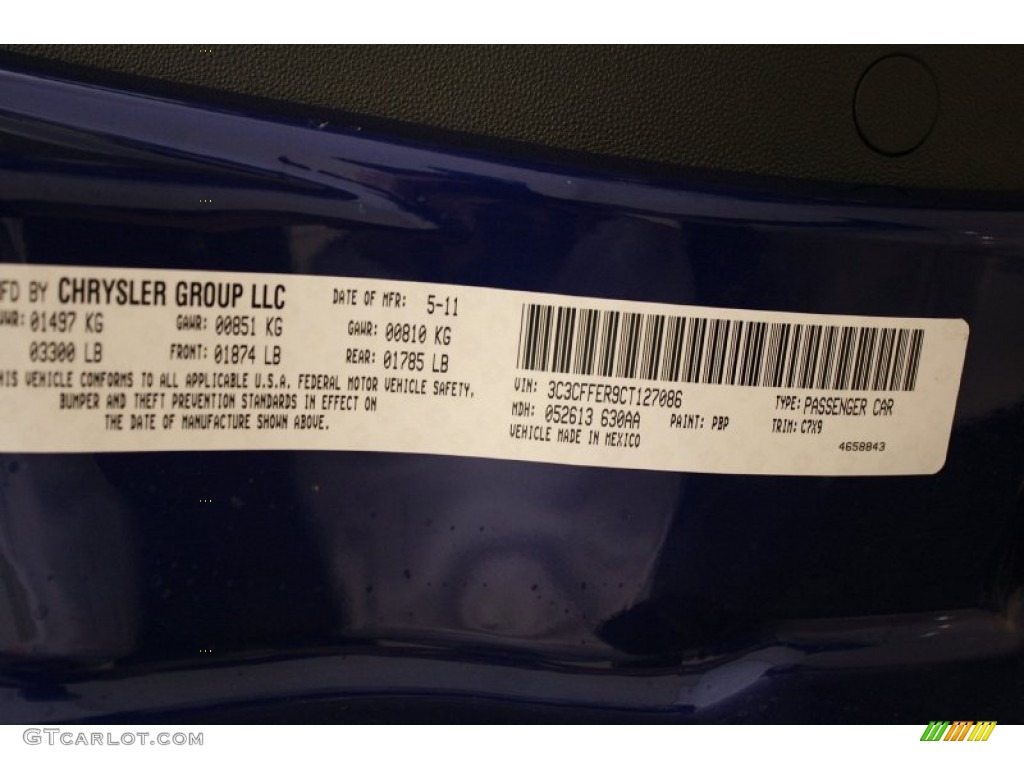 FD BY CHRYSLER GROUP LLC DATE OF MFR: 5-11
WR: 01497 KG GAWR: 00851 KG GAWR: 00810 KG
03300 LB FRONT: 01874 LB REAR: 01785 LB
HIS VEHICLE CONFORMS TO ALL APPLICABLE U.S.A. FEDERAL MOTOR VEHICLE SAFETY,
BUMPER AND THEFT PREVENTION STANDARDS IN EFFECT ON
THE DATE OF MANUFACTURE SHOWN ABOVE.
VIN: 3C3CFFER9CT127086 TYPE: PASSENGER CAR
MDH: 052613 630AA PAINT: PBP TRIM: C7X9
VEHICLE MADE IN MEXICO 4658843
GTCarLot.com